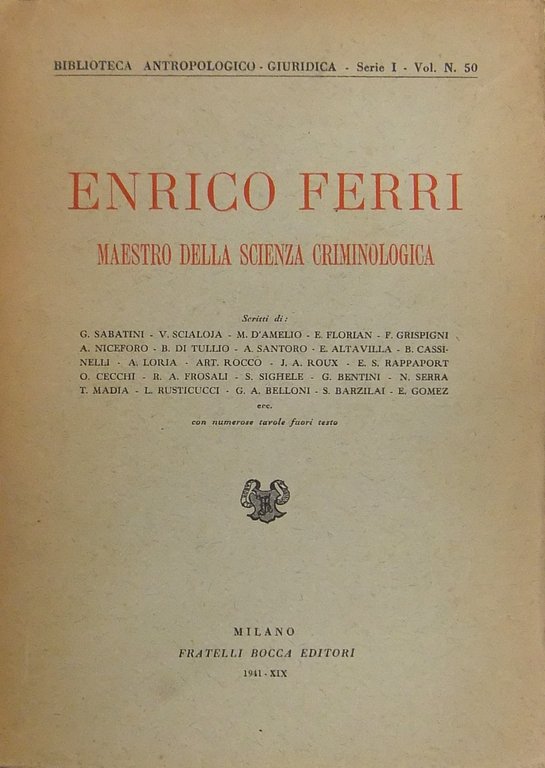 BIBLIOTECA ANTROPOLOGICO - GIURIDICA - Serie I - Vol. N. 50
ENRICO FERRI
MAESTRO DELLA SCIENZA CRIMINOLOGICA
Scritti di:
G. SABATINI - V. SCIALOJA - M. D'AMELIO - E. FLORIAN - F. GRISPIGNI
A. NICEFORO - B. DI TULLIO - A. SANTORO - E. ALTAVILLA - B. CASSI-
NELLI - A. LORIA - ART. ROCCO - J. A. ROUX - E. S. RAPPAPORT
O. CECCHI - R. A. FROSALI - S. SIGHELE - G. BENTINI - N. SERRA
T. MADIA - L. RUSTICUCCI - G. A. BELLONI - S. BARZILAI - E. GOMEZ
ecc.
con numerose tavole fuori testo
MILANO
FRATELLI BOCCA EDITORI
1941 - XIX